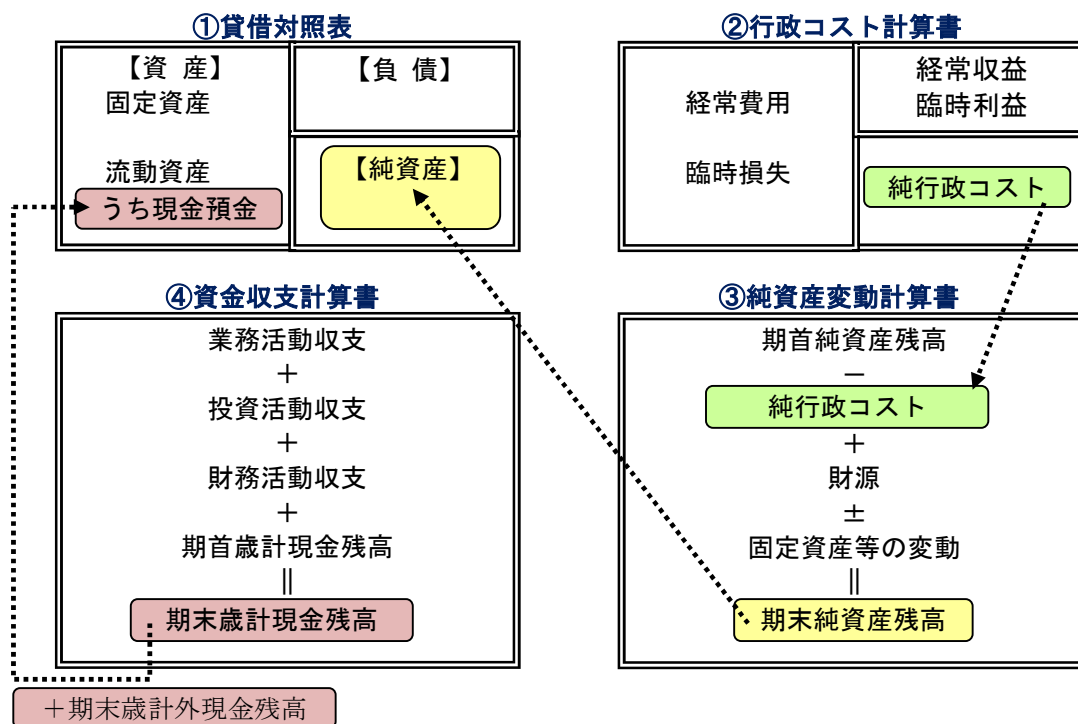 ①貸借対照表
【資 産】
固定資産
流動資産
うち現金預金
【負 債】
【純資産】
②行政コスト計算書
経常費用
臨時損失
経常収益
臨時利益
純行政コスト
④資金収支計算書
業務活動収支
＋
投資活動収支
＋
財務活動収支
＋
期首歳計現金残高
||
期末歳計現金残高
＋期末歳計外現金残高
③純資産変動計算書
期首純資産残高
－
純行政コスト
＋
財源
±
固定資産等の変動
||
期末純資産残高